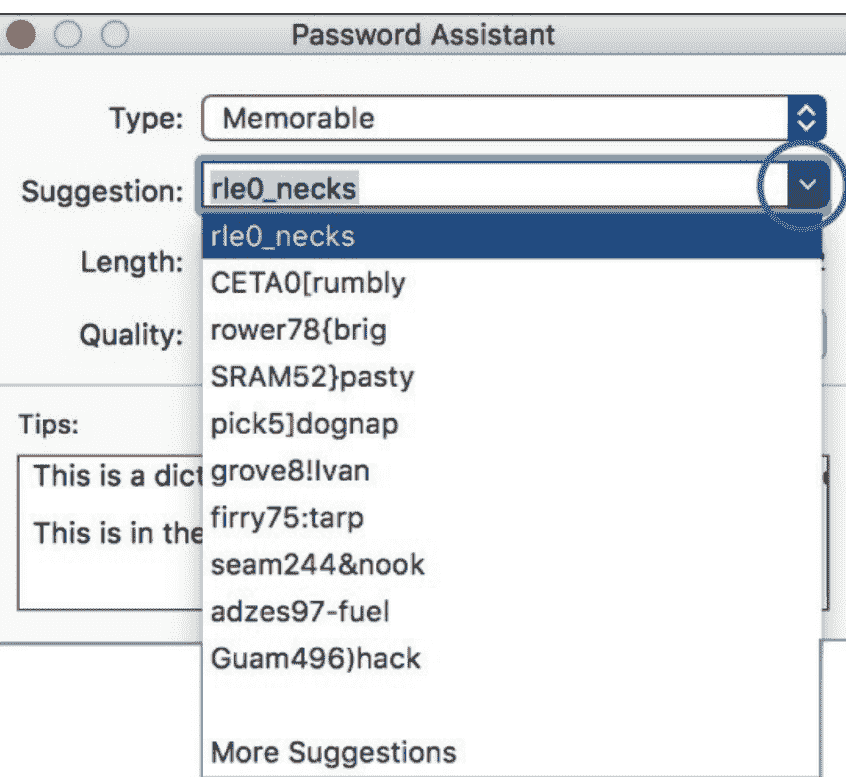 Password Assistant
Type: Memorable
Suggestion: rle0_necks
rle0_necks
Length:
CETA0[rumbly
Quality:
rower78{brig
SRAM52}pasty
pick5]dognap
Tips:
grove8!Ivan
This is a
firry75:tarp
This is in the
seam244&nook
adzes97-fuel
Guam496)hack
More Suggestions